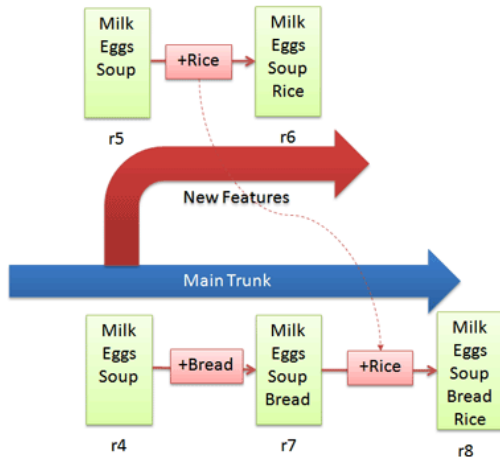 Milk
Eggs
Soup
+Rice
Milk
Eggs
Soup
Rice
r5
r6
New Features
Main Trunk
Milk
Eggs
Soup
+Bread
Milk
Eggs
Soup
Bread
+Rice
Milk
Eggs
Soup
Bread
Rice
r4
r7
r8